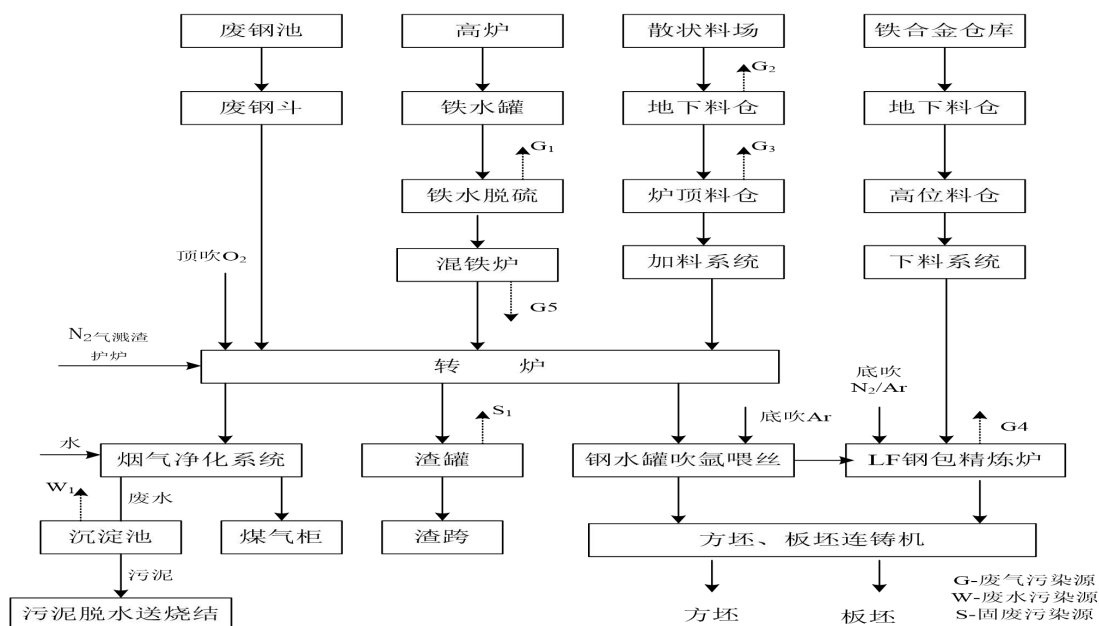 废钢池
高炉
散状料场
铁合金仓库
G₂
废钢斗
铁水罐
地下料仓
地下料仓
G₁
G₃
铁水脱硫
炉顶料仓
高位料仓
顶吹O₂
混铁炉
加料系统
下料系统
G5
N₂气溅渣
护炉
转 炉
底吹
N₂/Ar
S₁
底吹Ar
G4
水
烟气净化系统
渣罐
钢水罐吹氩喂丝
LF钢包精炼炉
W₁
废水
沉淀池
煤气柜
渣跨
方坯、板坯连铸机
污泥
G-废气污染源
W-废水污染源
S-固废污染源
污泥脱水送烧结
方坯
板坯